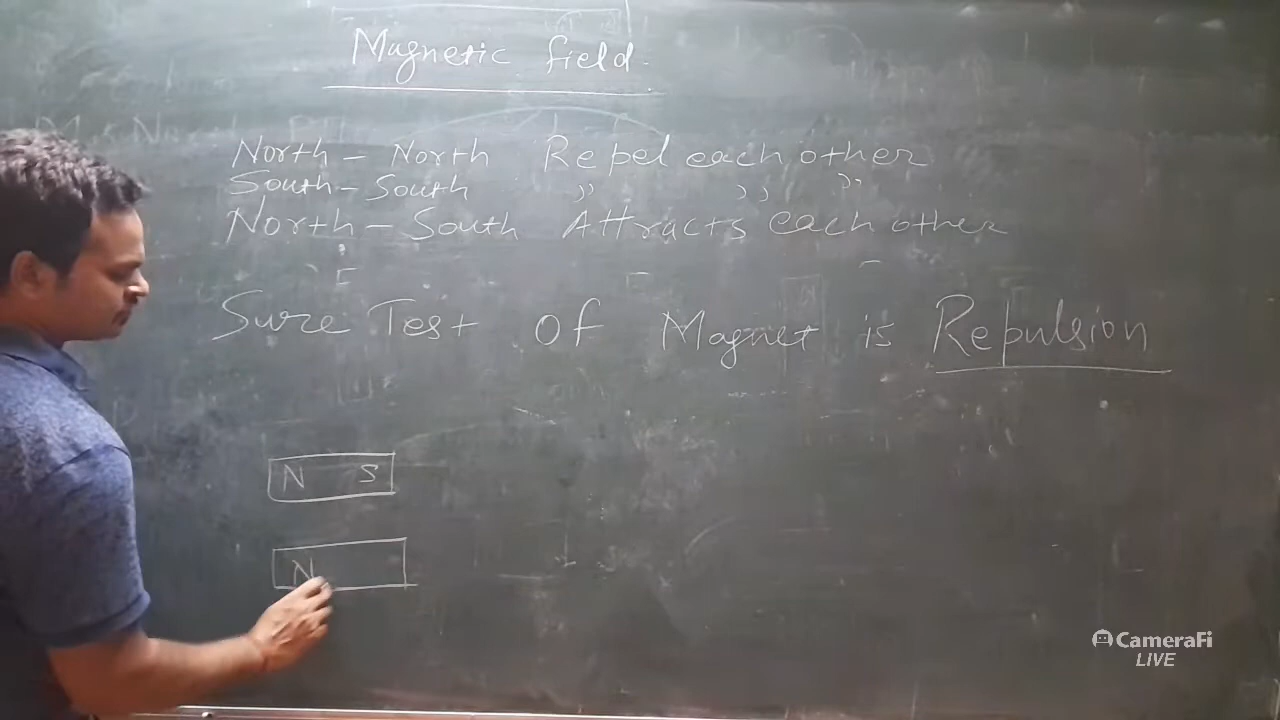 Magnetic field.
North - North Repel each other
South - South " " "
North - South Attracts each other
Sure Test of Magnet is Repulsion
N S
N
CameraFi
LIVE